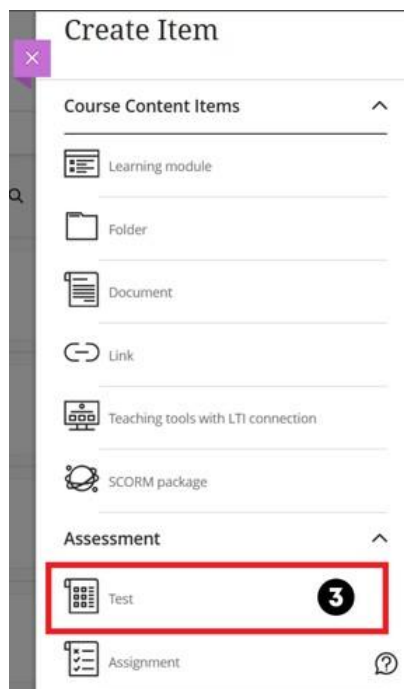 Create Item
Course Content Items
Learning module
Folder
Document
Link
Teaching tools with LTI connection
SCORM package
Assessment
Test
3
Assignment